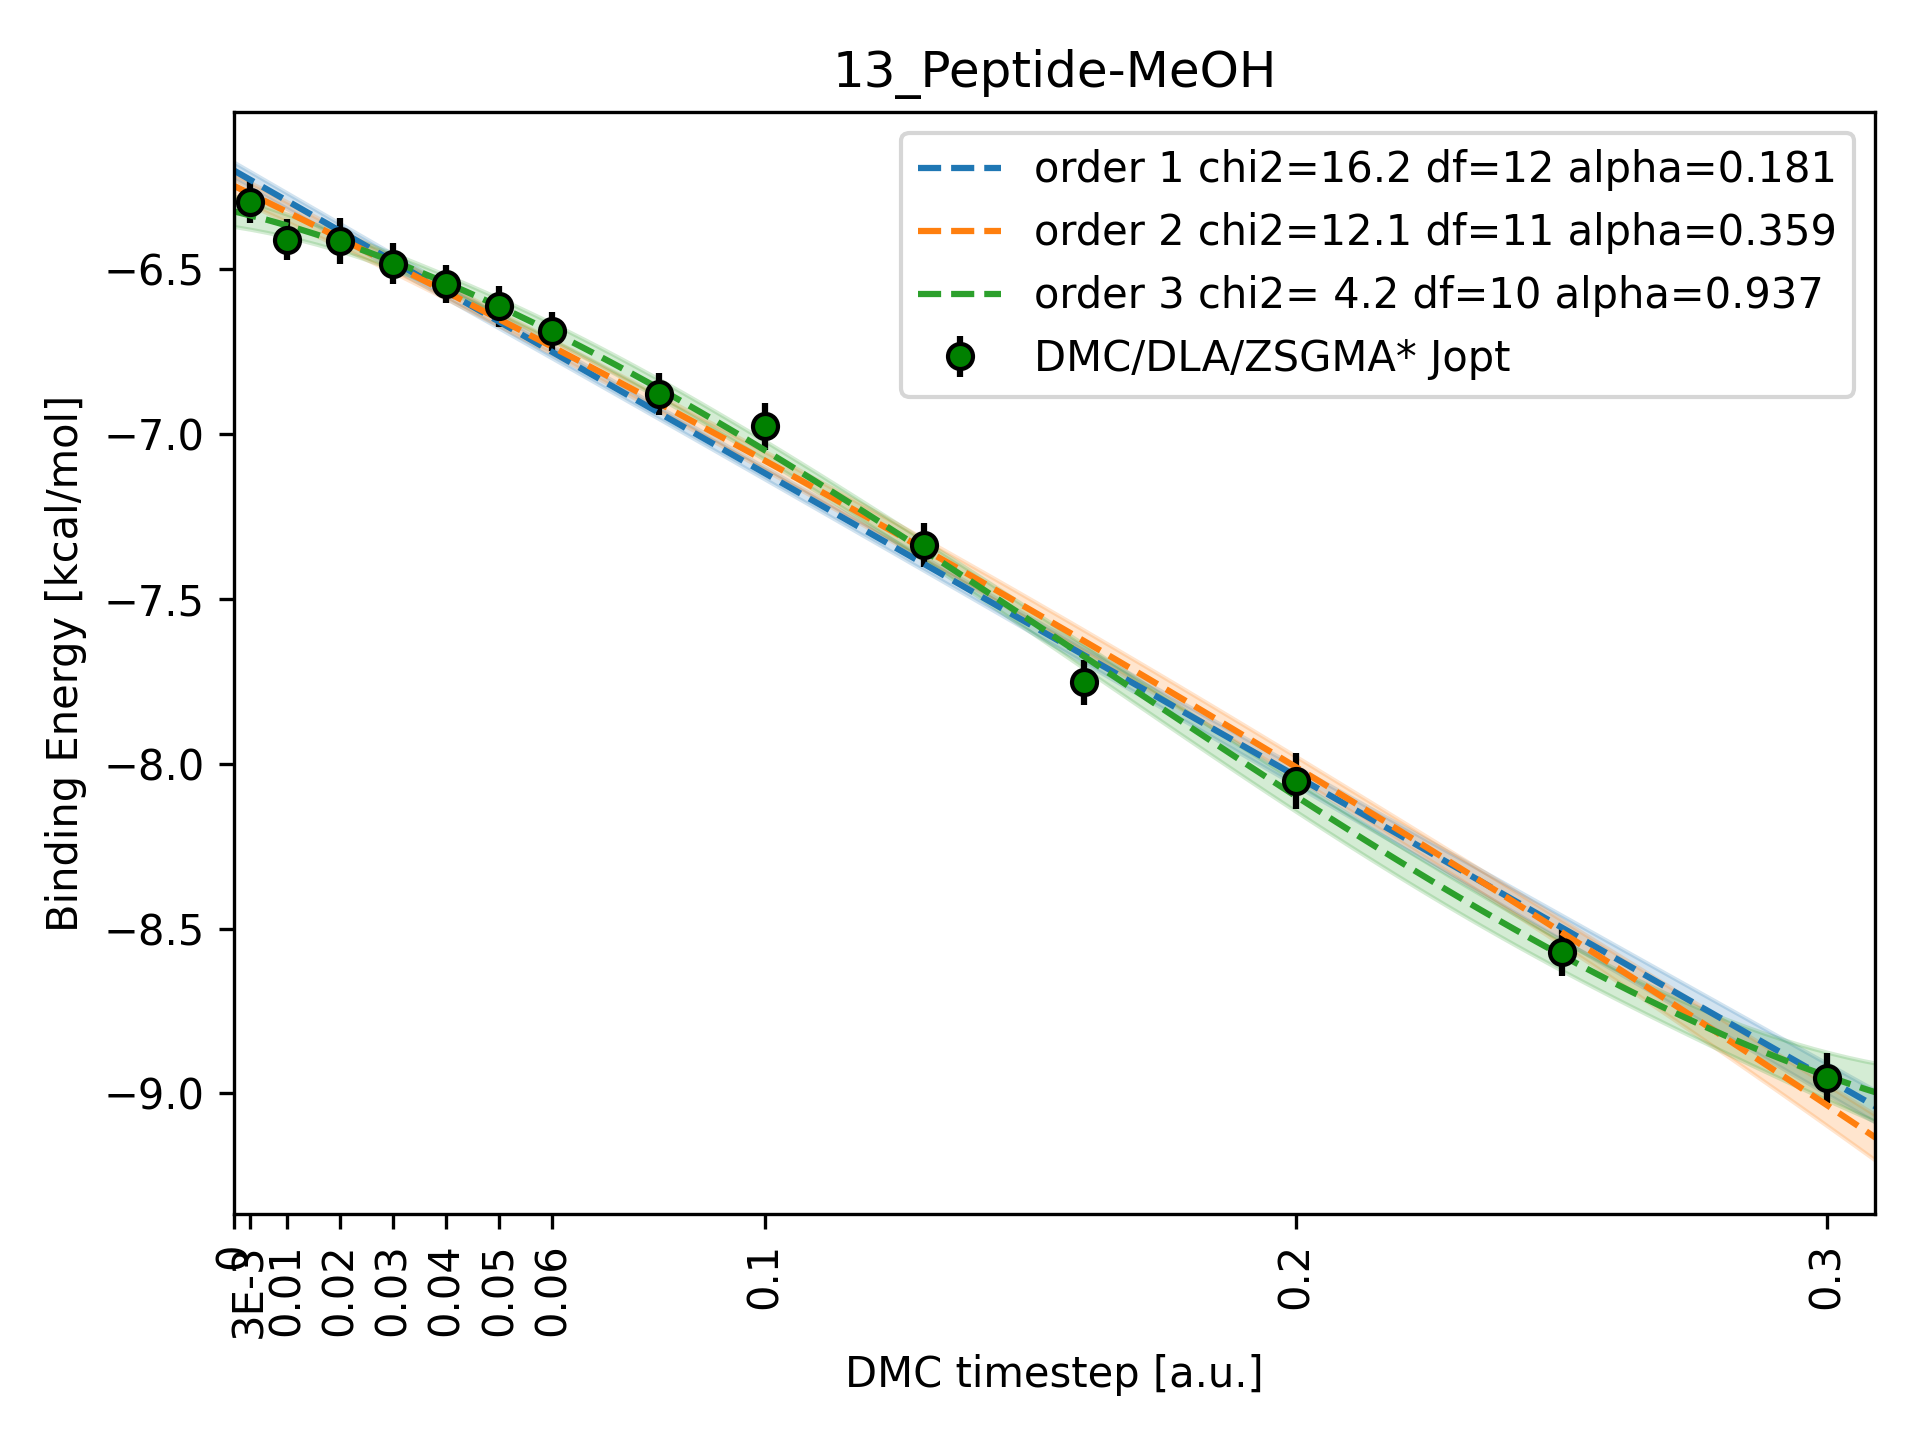 13_Peptide-MeOH
order 1 chi2=16.2 df=12 alpha=0.181
order 2 chi2=12.1 df=11 alpha=0.359
order 3 chi2= 4.2 df=10 alpha=0.937
DMC/DLA/ZSGMA* Jopt
Binding Energy [kcal/mol]
−6.5
−7.0
−7.5
−8.0
−8.5
−9.0
0
3E-3
0.01
0.02
0.03
0.04
0.05
0.06
0.1
0.2
0.3
DMC timestep [a.u.]